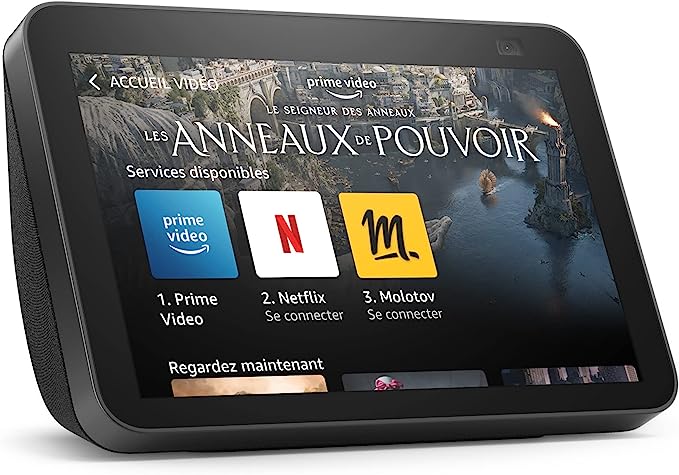 < ACCUEIL VIDÉO
prime video
LE SEIGNEUR DES ANNEAUX
LES ANNEAUX DE POUVOIR
Services disponibles
prime
video
N
m.
1. Prime
Video
2. Netflix
Se connecter
3. Molotov
Se connecter
Regardez maintenant